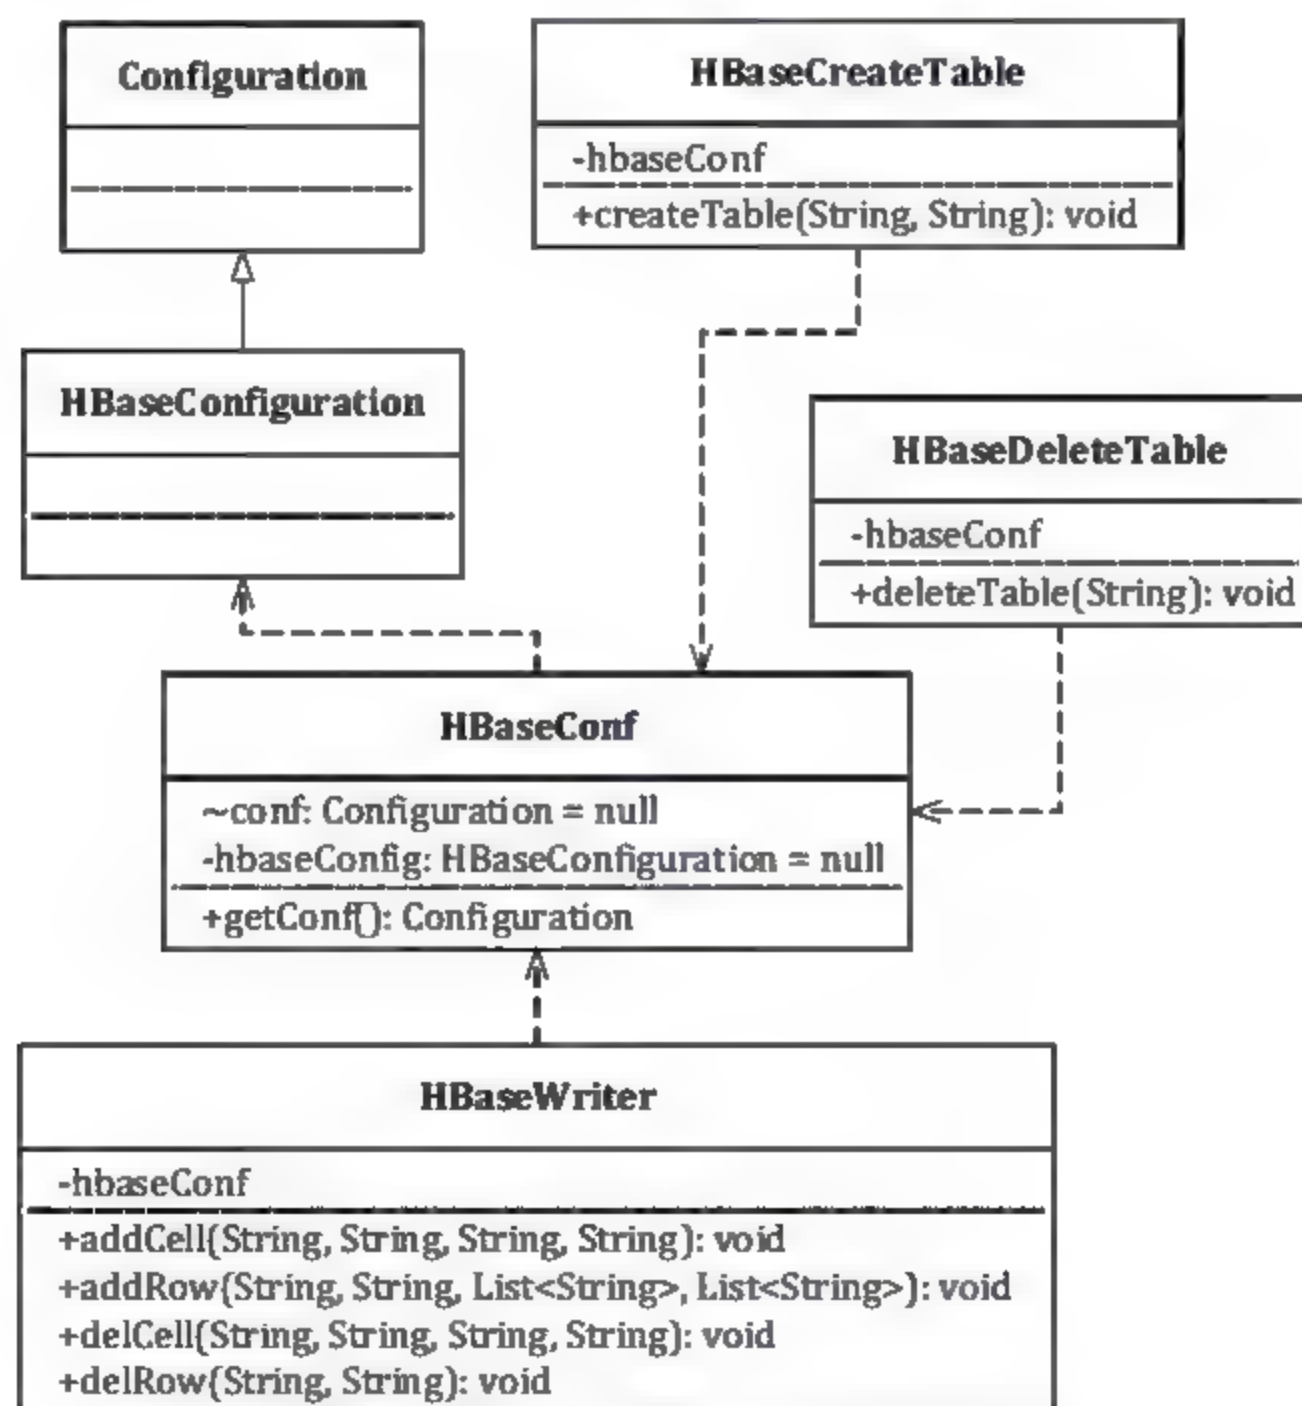 Configuration
HBaseCreateTable
-hbaseConf
+createTable(String, String): void
HBaseConfiguration
HBaseDeleteTable
-hbaseConf
+deleteTable(String): void
HBaseConf
~conf: Configuration = null
-hbaseConfig: HBaseConfiguration = null
+getConf(): Configuration
HBaseWriter
-hbaseConf
+addCell(String, String, String, String): void
+addRow(String, String, List<String>, List<String>): void
+delCell(String, String, String, String): void
+delRow(String, String): void